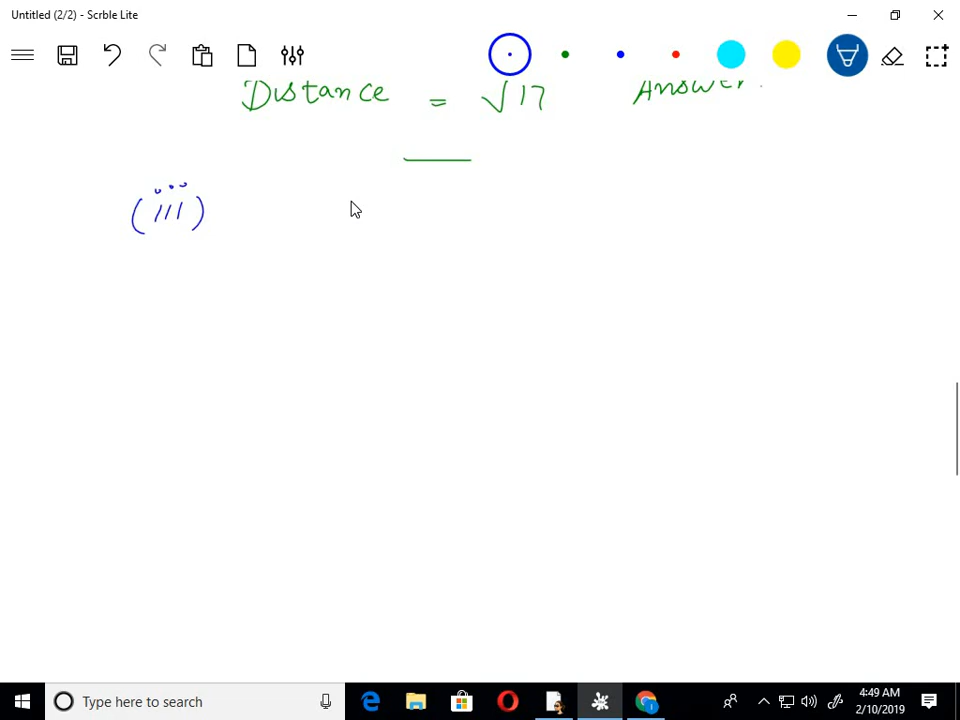 Untitled (2/2) - Scrble Lite
Distance = √17 Answer.
(iii)
Type here to search
4:49 AM
2/10/2019